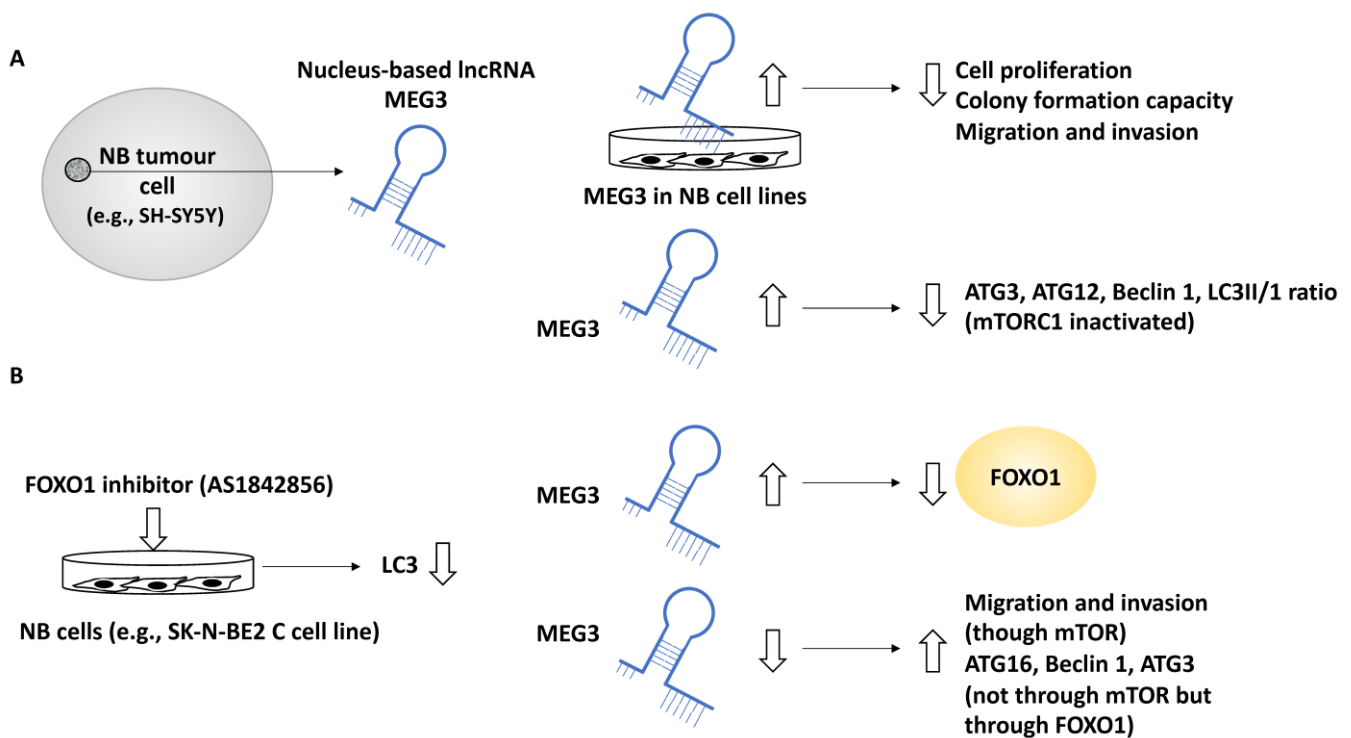 A
Nucleus-based lncRNA
MEG3
NB tumour
cell
(e.g., SH-SY5Y)
Cell proliferation
Colony formation capacity
Migration and invasion
MEG3 in NB cell lines
MEG3
ATG3, ATG12, Beclin 1, LC3II/1 ratio
(mTORC1 inactivated)
B
FOXO1 inhibitor (AS1842856)
LC3
NB cells (e.g., SK-N-BE2 C cell line)
MEG3
FOXO1
MEG3
Migration and invasion
(though mTOR)
ATG16, Beclin 1, ATG3
(not through mTOR but
through FOXO1)